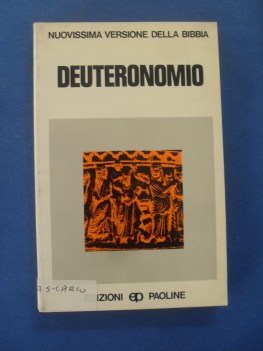 NUOVISSIMA VERSIONE DELLA BIBBIA
DEUTERONOMIO
EDIZIONI ep PAOLINE